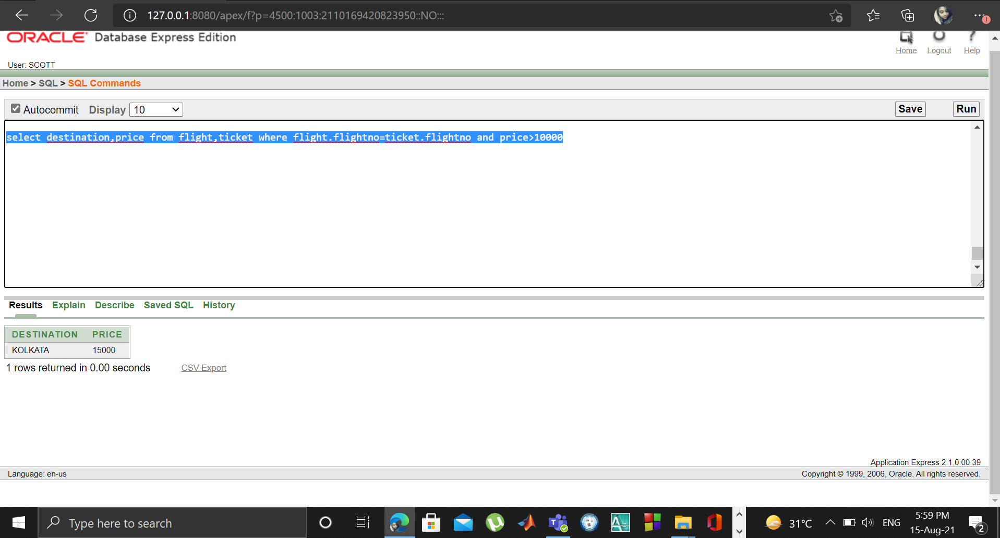 127.0.0.1:8080/apex/f?p=4500:1003:2110169420823950::NO:::
ORACLE Database Express Edition
Home Logout Help
User: SCOTT
Home > SQL > SQL Commands
Autocommit Display 10 Save Run
select destination,price from flight,ticket where flight.flightno=ticket.flightno and price>10000
Results Explain Describe Saved SQL History
DESTINATION PRICE
KOLKATA 15000
1 rows returned in 0.00 seconds CSV Export
Application Express 2.1.0.00.39
Language: en-us Copyright © 1999, 2006, Oracle. All rights reserved.
Type here to search 31°C ENG 5:59 PM
15-Aug-21 2